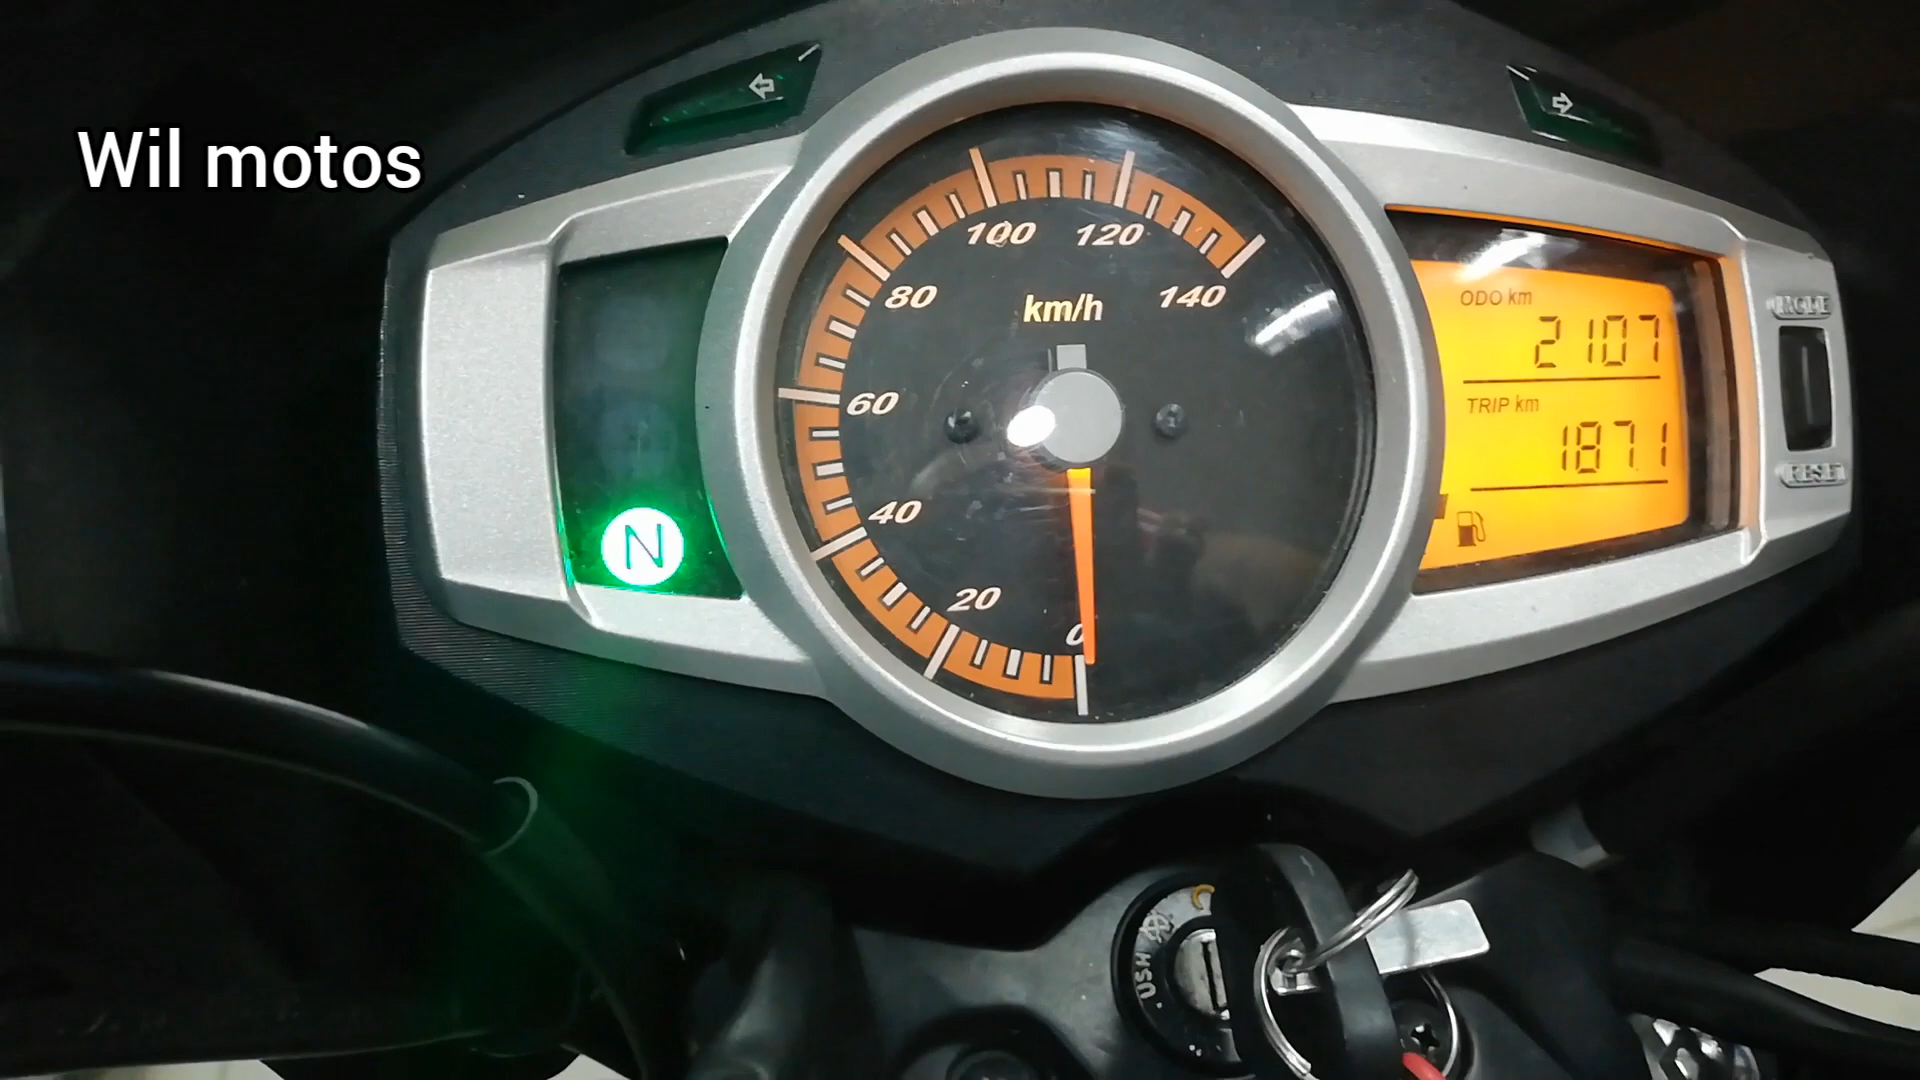 Wil motos
100 120
80 140
km/h
60
40
20
0
N
ODO km
2107
TRIP km
187.1
MODE
RESET